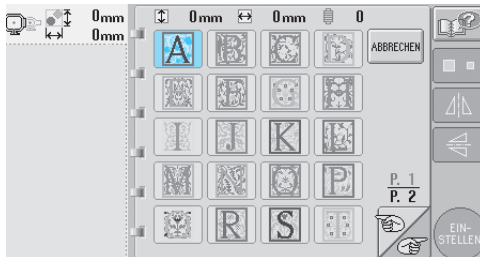 0mm
0mm
0mm 0mm 0
ABBRECHEN
A B C
E H
I J K L
M N O P
R S
P. 1
P. 2
EIN-
STELLEN